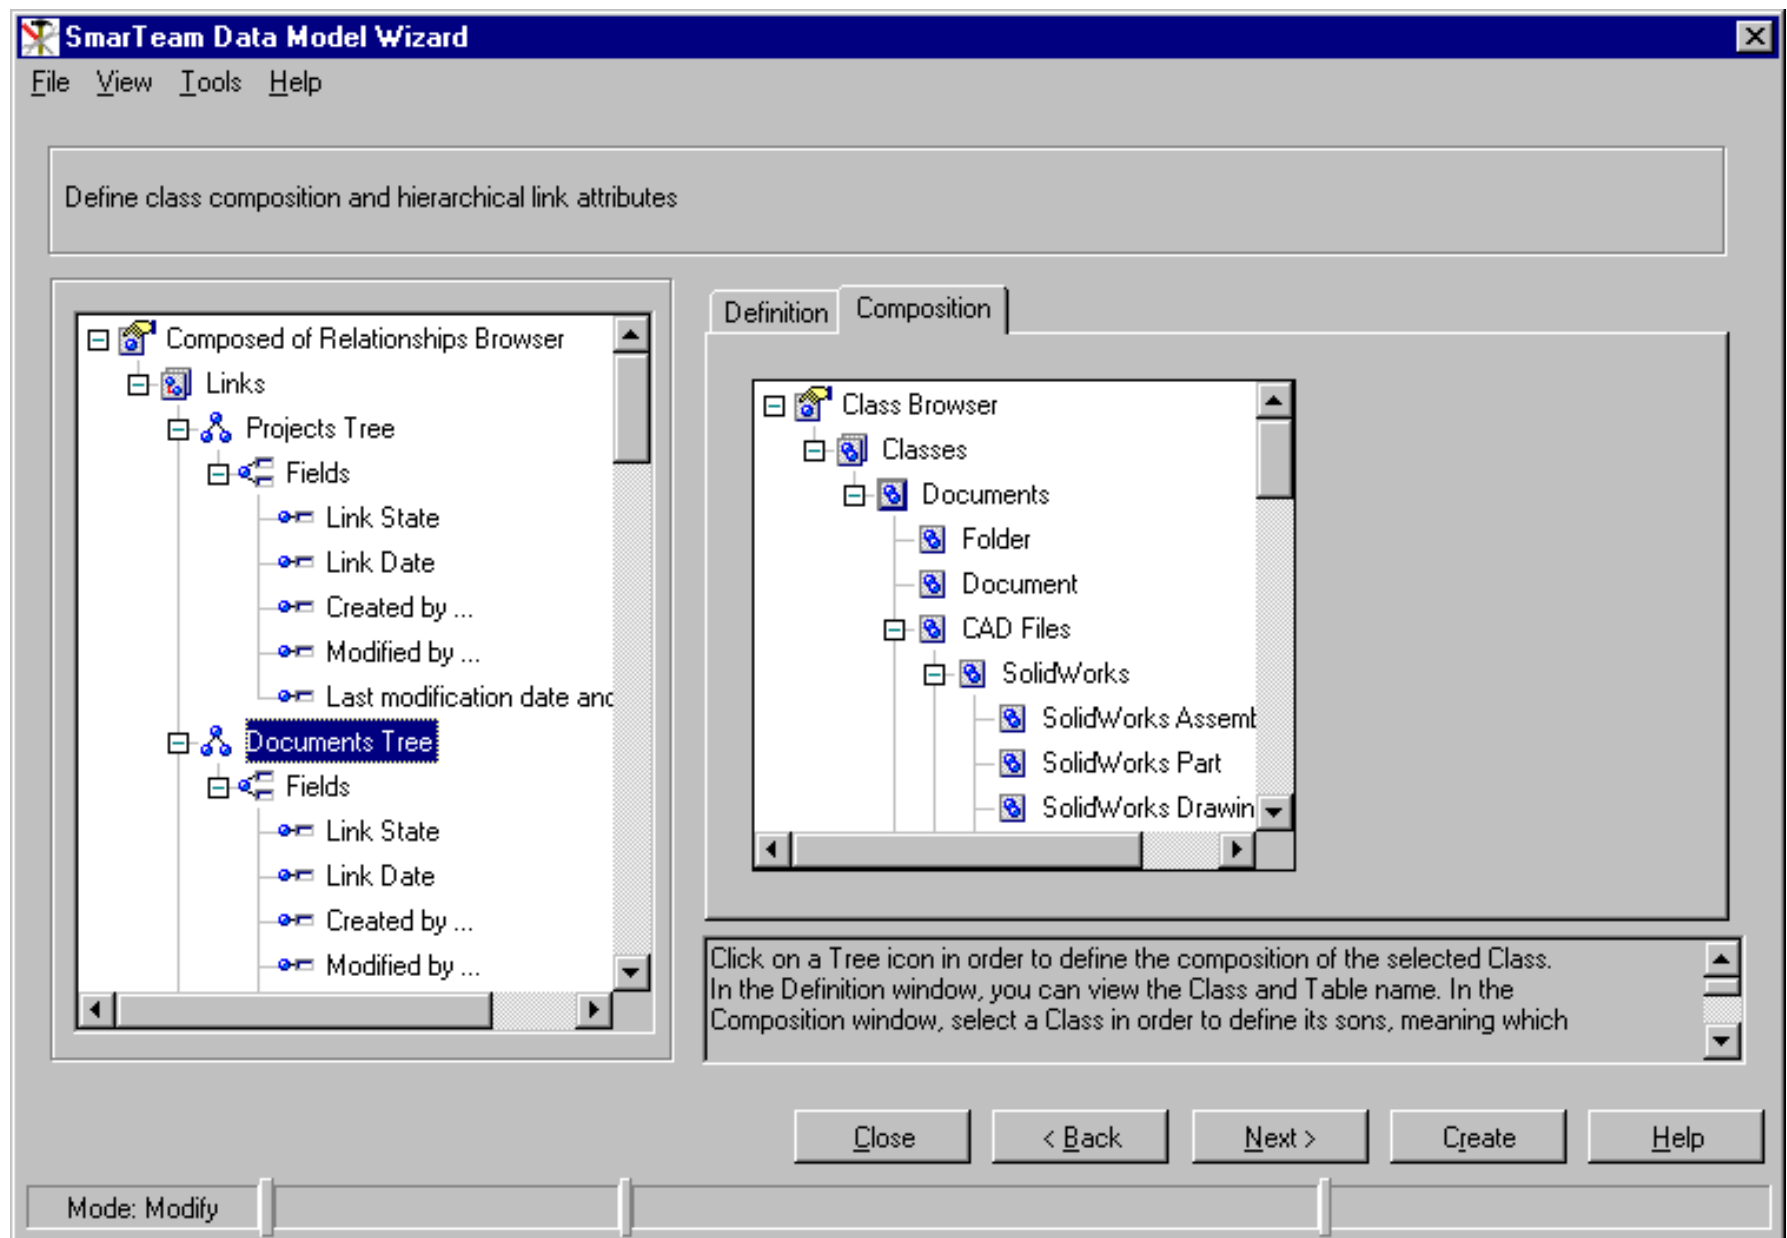 SmarTeam Data Model Wizard
File View Tools Help
Define class composition and hierarchical link attributes
Composed of Relationships Browser
Links
Projects Tree
Fields
Link State
Link Date
Created by ...
Modified by ...
Last modification date and
Documents Tree
Fields
Link State
Link Date
Created by ...
Modified by ...
Definition Composition
Class Browser
Classes
Documents
Folder
Document
CAD Files
SolidWorks
SolidWorks Assemb
SolidWorks Part
SolidWorks Drawin
Click on a Tree icon in order to define the composition of the selected Class.
In the Definition window, you can view the Class and Table name. In the
Composition window, select a Class in order to define its sons, meaning which
Close < Back Next > Create Help
Mode: Modify